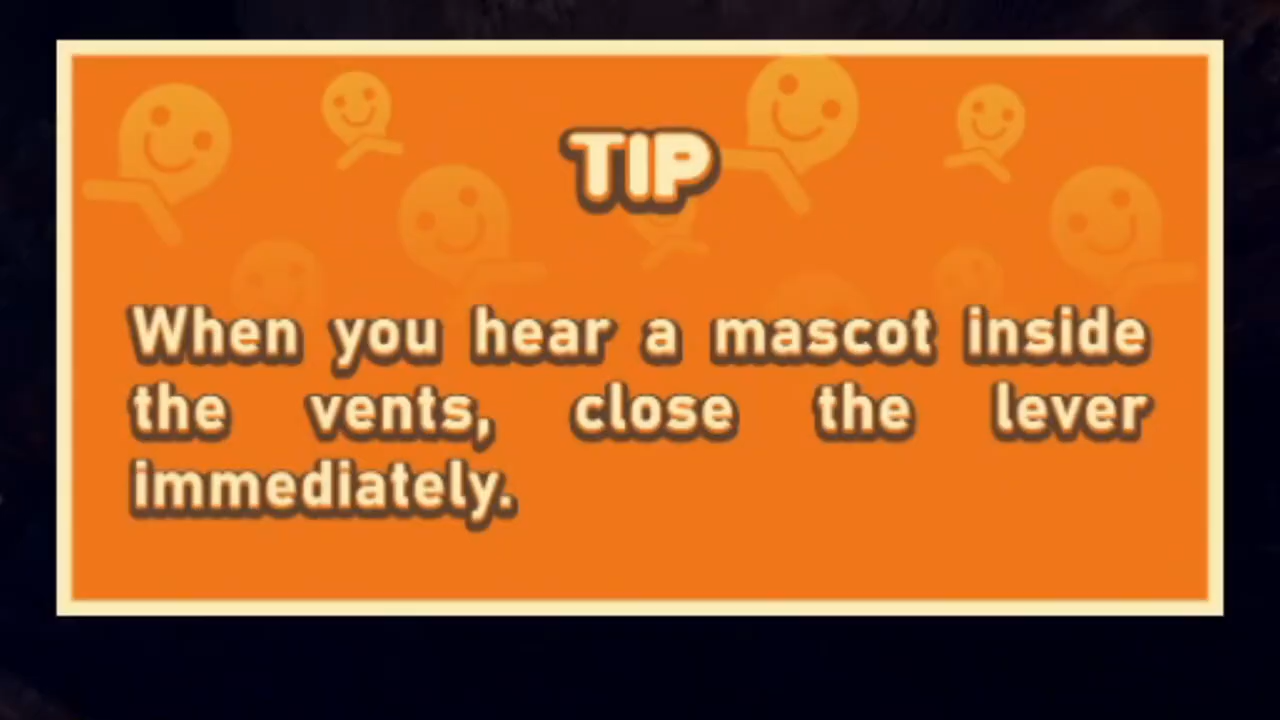 TIP
When you hear a mascot inside
the vents, close the lever
immediately.